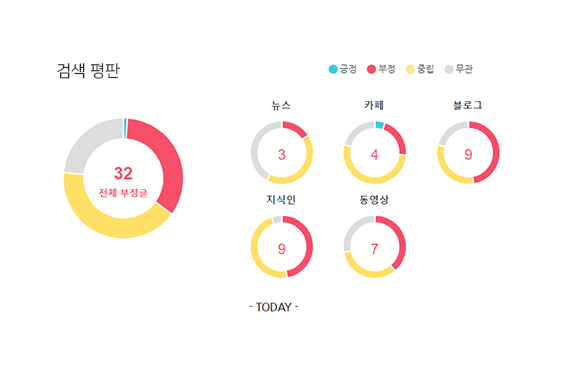 검색 평판
긍정 부정 중립 무관
뉴스 카페 블로그
32
전체 부정글
3 4 9
지식인 동영상
9 7
- TODAY -